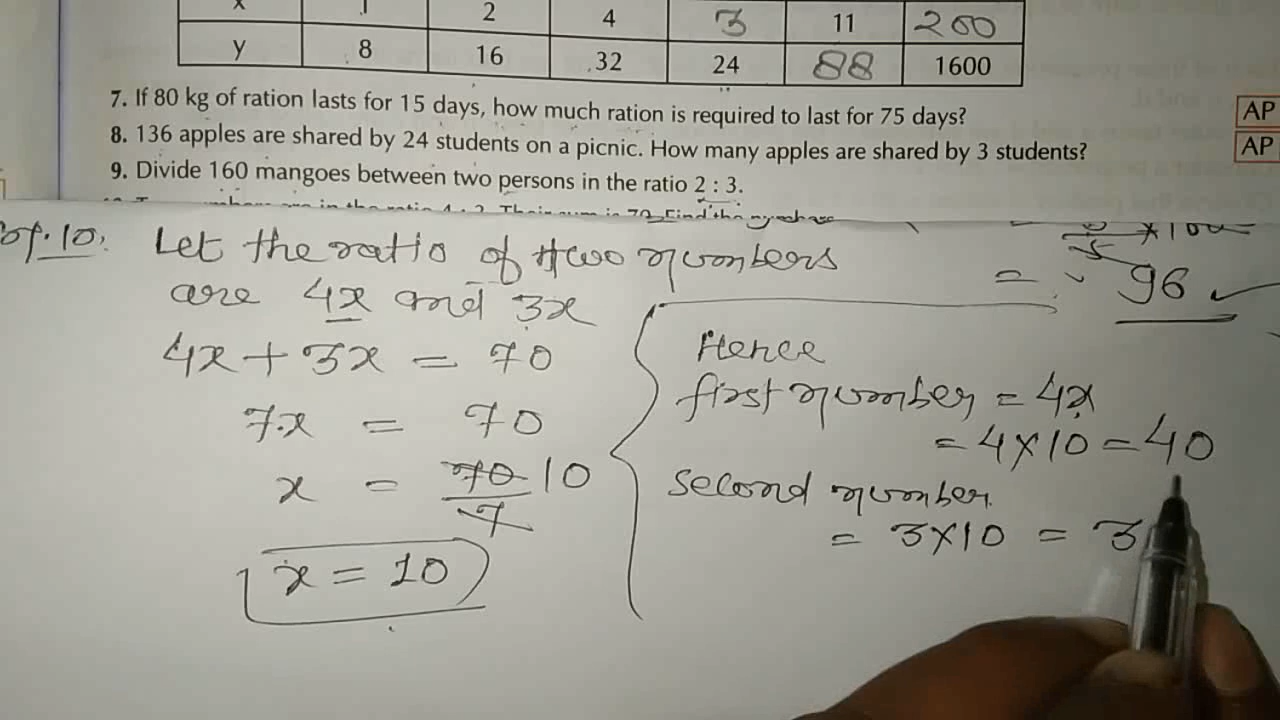 x 1 2 4 3 11 200
y 8 16 32 24 88 1600
7. If 80 kg of ration lasts for 15 days, how much ration is required to last for 75 days? AP
8. 136 apples are shared by 24 students on a picnic. How many apples are shared by 3 students? AP
9. Divide 160 mangoes between two persons in the ratio 2 : 3.
of. 10. Let the ratio of two numbers
are 4x and 3x
4x + 3x = 70
7x = 70
x = 70 10
7
x = 10
= 96
Hence
first number = 4x
= 4 × 10 = 40
second number
= 3 × 10 = 3